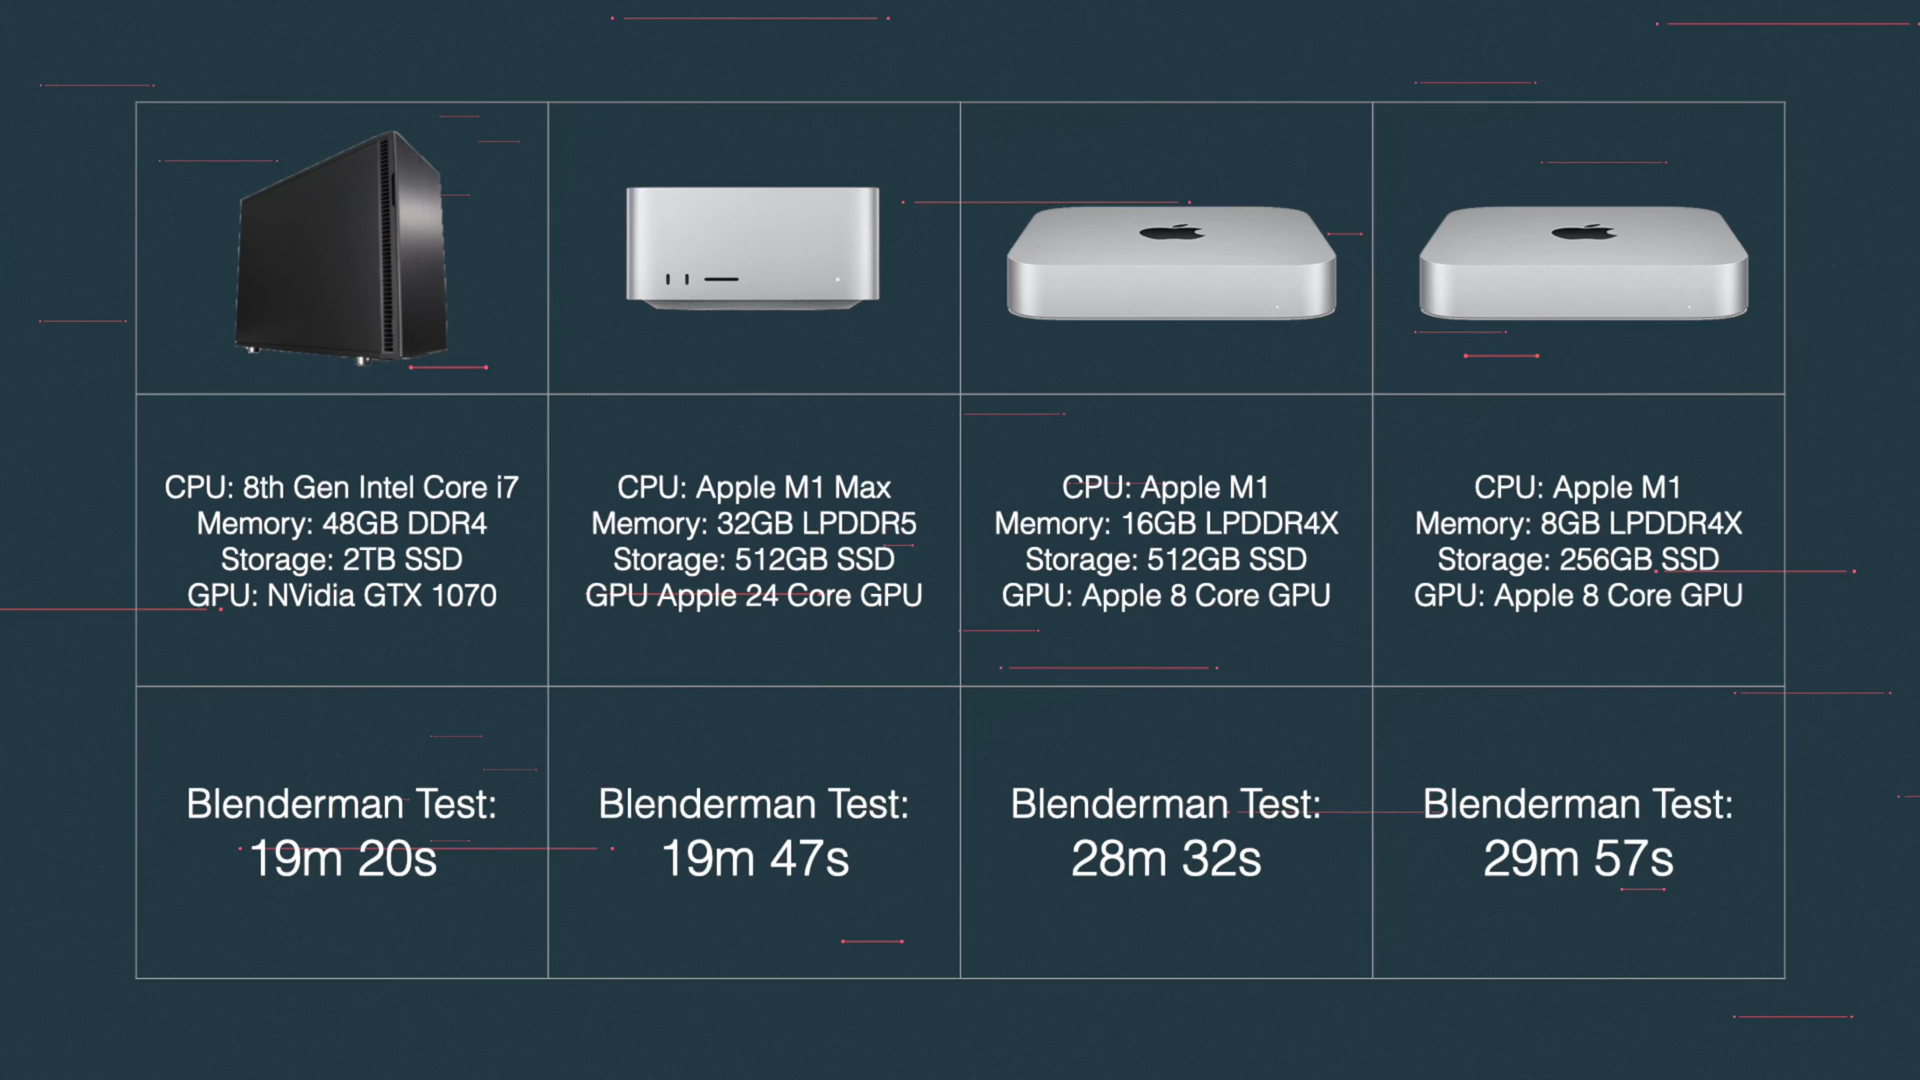 CPU: 8th Gen Intel Core i7
Memory: 48GB DDR4
Storage: 2TB SSD
GPU: NVidia GTX 1070
CPU: Apple M1 Max
Memory: 32GB LPDDR5
Storage: 512GB SSD
GPU Apple 24 Core GPU
CPU: Apple M1
Memory: 16GB LPDDR4X
Storage: 512GB SSD
GPU: Apple 8 Core GPU
CPU: Apple M1
Memory: 8GB LPDDR4X
Storage: 256GB SSD
GPU: Apple 8 Core GPU
Blenderman Test:
19m 20s
Blenderman Test:
19m 47s
Blenderman Test:
28m 32s
Blenderman Test:
29m 57s